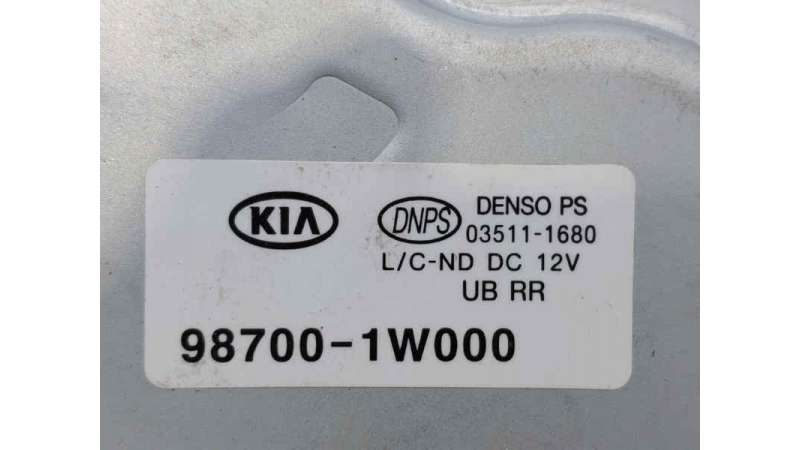 KIA
DNPS
DENSO PS
03511-1680
L/C-ND DC 12V
UB RR
98700-1W000